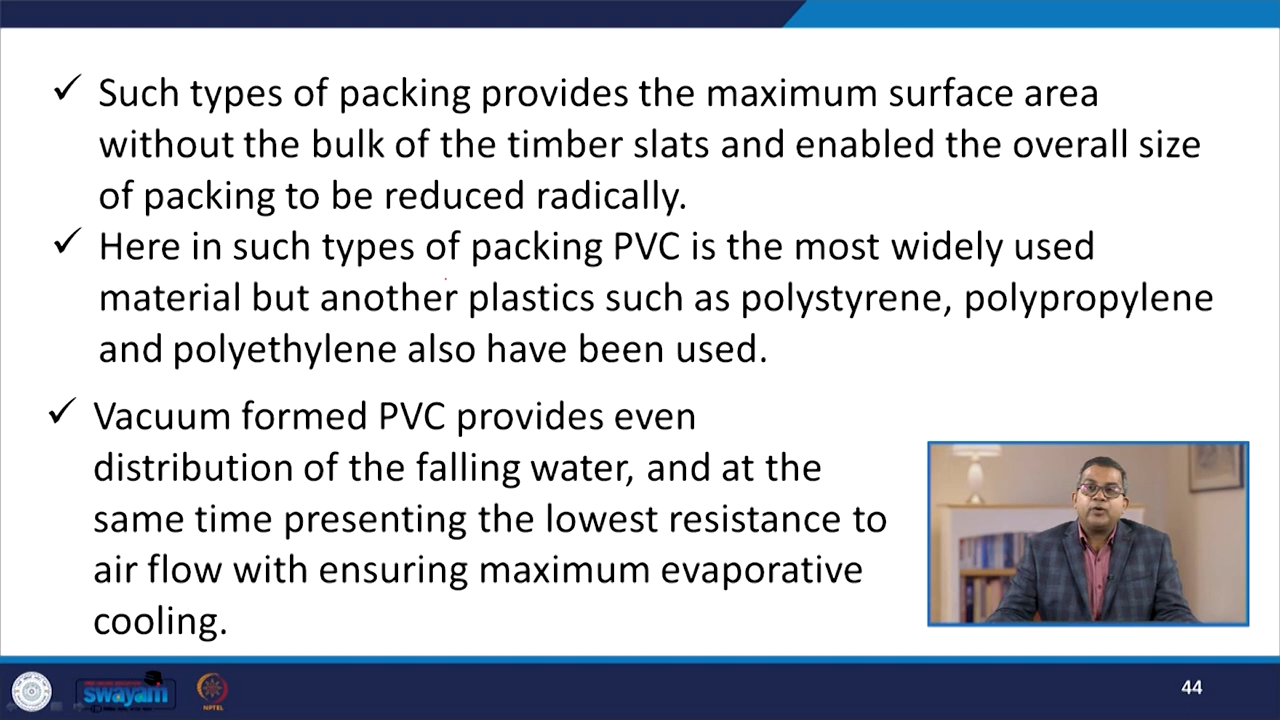 ✓ Such types of packing provides the maximum surface area
without the bulk of the timber slats and enabled the overall size
of packing to be reduced radically.
✓ Here in such types of packing PVC is the most widely used
material but another plastics such as polystyrene, polypropylene
and polyethylene also have been used.
✓ Vacuum formed PVC provides even
distribution of the falling water, and at the
same time presenting the lowest resistance to
air flow with ensuring maximum evaporative
cooling.
swayam
NPTEL
44